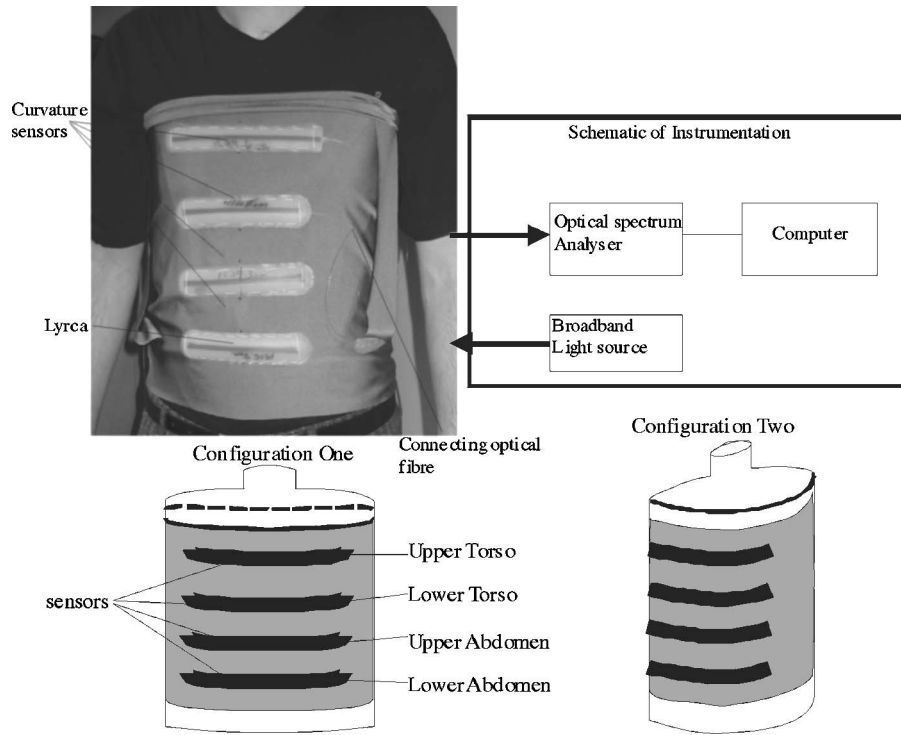 Curvature
sensors
Lyrca
Schematic of Instrumentation
Optical spectrum
Analyser
Computer
Broadband
Light source
Connecting optical
fibre
Configuration One
Configuration Two
sensors
Upper Torso
Lower Torso
Upper Abdomen
Lower Abdomen